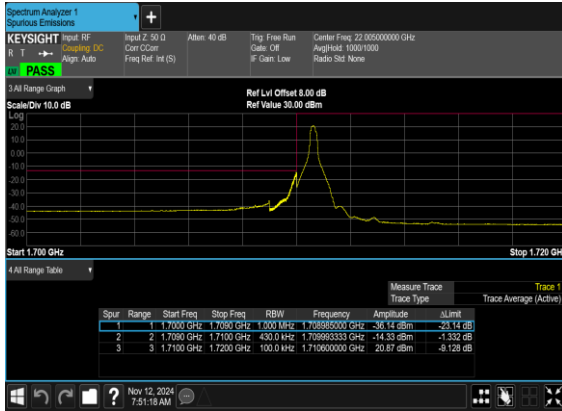 Spectrum Analyzer 1
Spurious Emissions
KEYSIGHT Input: RF Input Z: 50 Ω Atten: 40 dB Trig: Free Run Center Freq: 22.005000000 GHz
R T Coupling: DC Corr CCorr Gate: Off Avg|Hold: 1000/1000
Align: Auto Freq Ref: Int (S) IF Gain: Low Radio Std: None
PASS
3 All Range Graph
Ref Lvl Offset 8.00 dB
Scale/Div 10.0 dB Ref Value 30.00 dBm
Log
20.0
10.0
0.00
-10.0
-20.0
-30.0
-40.0
-50.0
-60.0
Start 1.700 GHz Stop 1.720 GH
4 All Range Table
Measure Trace Trace 1
Trace Type Trace Average (Active)
Spur Range Start Freq Stop Freq RBW Frequency Amplitude ΔLimit
1 1 1.7000 GHz 1.7090 GHz 1.000 MHz 1.708985000 GHz -36.14 dBm -23.14 dB
2 2 1.7090 GHz 1.7100 GHz 430.0 kHz 1.709993333 GHz -14.33 dBm -1.332 dB
3 3 1.7100 GHz 1.7200 GHz 100.0 kHz 1.710600000 GHz 20.87 dBm -9.128 dB
? Nov 12, 2024
7:51:18 AM